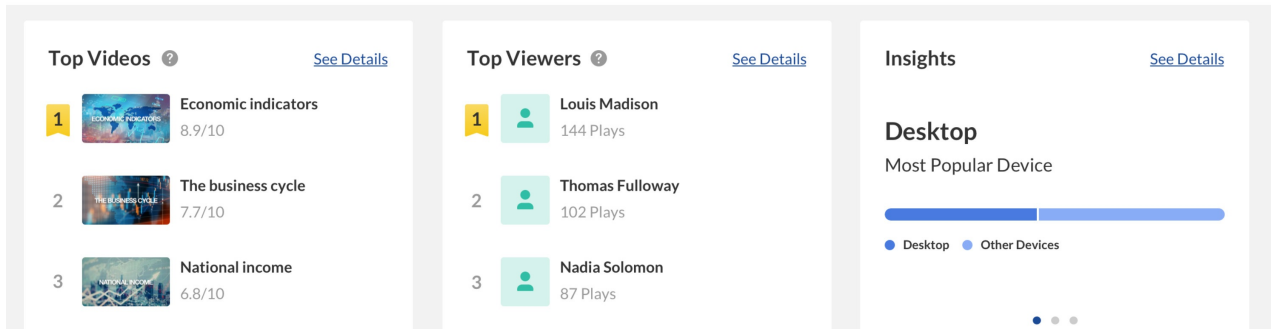 Top Videos ?
See Details
1
ECONOMIC INDICATORS
Economic indicators
8.9/10
2
THE BUSINESS CYCLE
The business cycle
7.7/10
3
NATIONAL INCOME
National income
6.8/10
Top Viewers ?
See Details
1
Louis Madison
144 Plays
2
Thomas Fulloway
102 Plays
3
Nadia Solomon
87 Plays
Insights
See Details
Desktop
Most Popular Device
Desktop
Other Devices